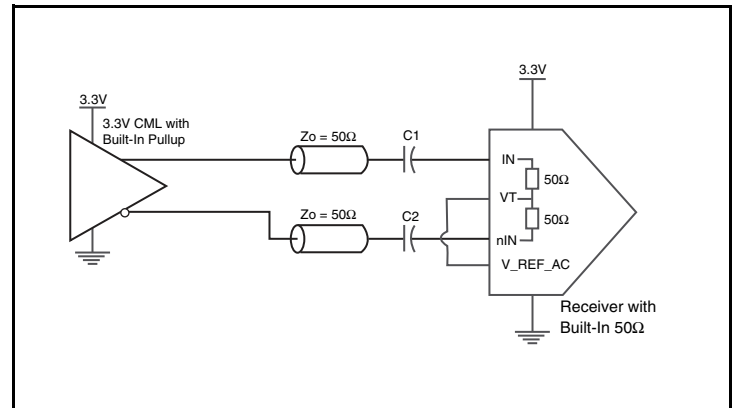 3.3V
3.3V
3.3V CML with
Built-In Pullup
Zo = 50Ω
C1
IN
50Ω
VT
Zo = 50Ω
C2
50Ω
nIN
V_REF_AC
Receiver with
Built-In 50Ω